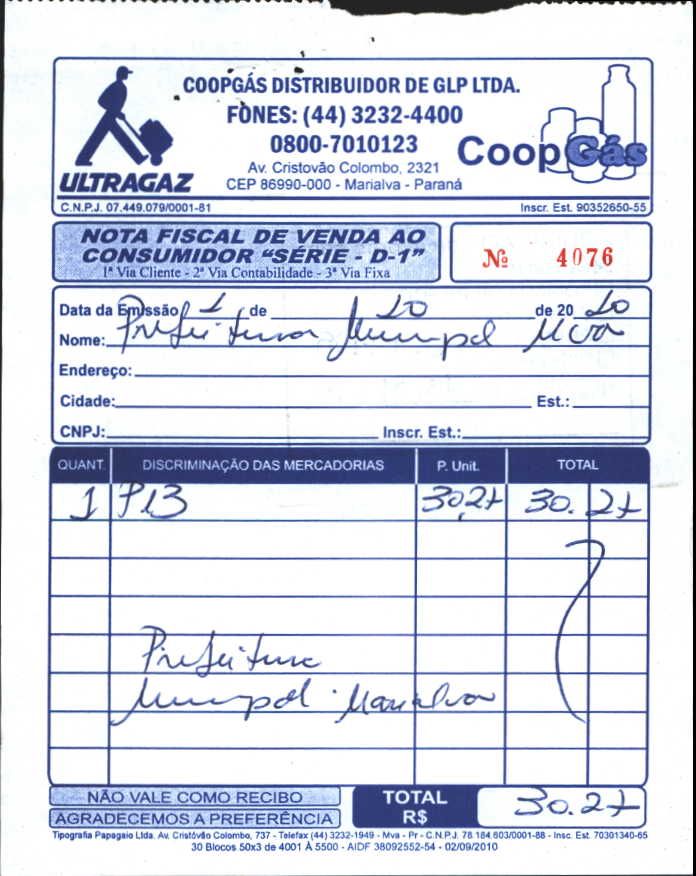 COOPGÁS DISTRIBUIDOR DE GLP LTDA.
FONES: (44) 3232-4400
0800-7010123
Av. Cristovão Colombo, 2321
CEP 86990-000 - Marialva - Paraná
ULTRAGAZ
CoopGás
C.N.P.J. 07.449.079/0001-81
Inscr. Est. 90352650-55
NOTA FISCAL DE VENDA AO
CONSUMIDOR “SÉRIE - D-1”
1ª Via Cliente - 2ª Via Contabilidade - 3ª Via Fixa
Nº 4076
Data da Emissão 1 de 10 de 2010
Nome: Prefeitura Municpal Mva
Endereço:
Cidade: Est.:
CNPJ: Inscr. Est.:
QUANT. DISCRIMINAÇÃO DAS MERCADORIAS P. Unit. TOTAL
1 P13 30,27 30.27
Prefeitura
Municpal Marialva
NÃO VALE COMO RECIBO
AGRADECEMOS A PREFERÊNCIA
TOTAL
R$ 30.27
Tipografia Papagaio Ltda. Av. Cristóvão Colombo, 737 - Telefax (44) 3232-1949 - Mva - Pr - C.N.P.J. 78.184.603/0001-88 - Insc. Est. 70301340-65
30 Blocos 50x3 de 4001 À 5500 - AIDF 38092552-54 - 02/09/2010